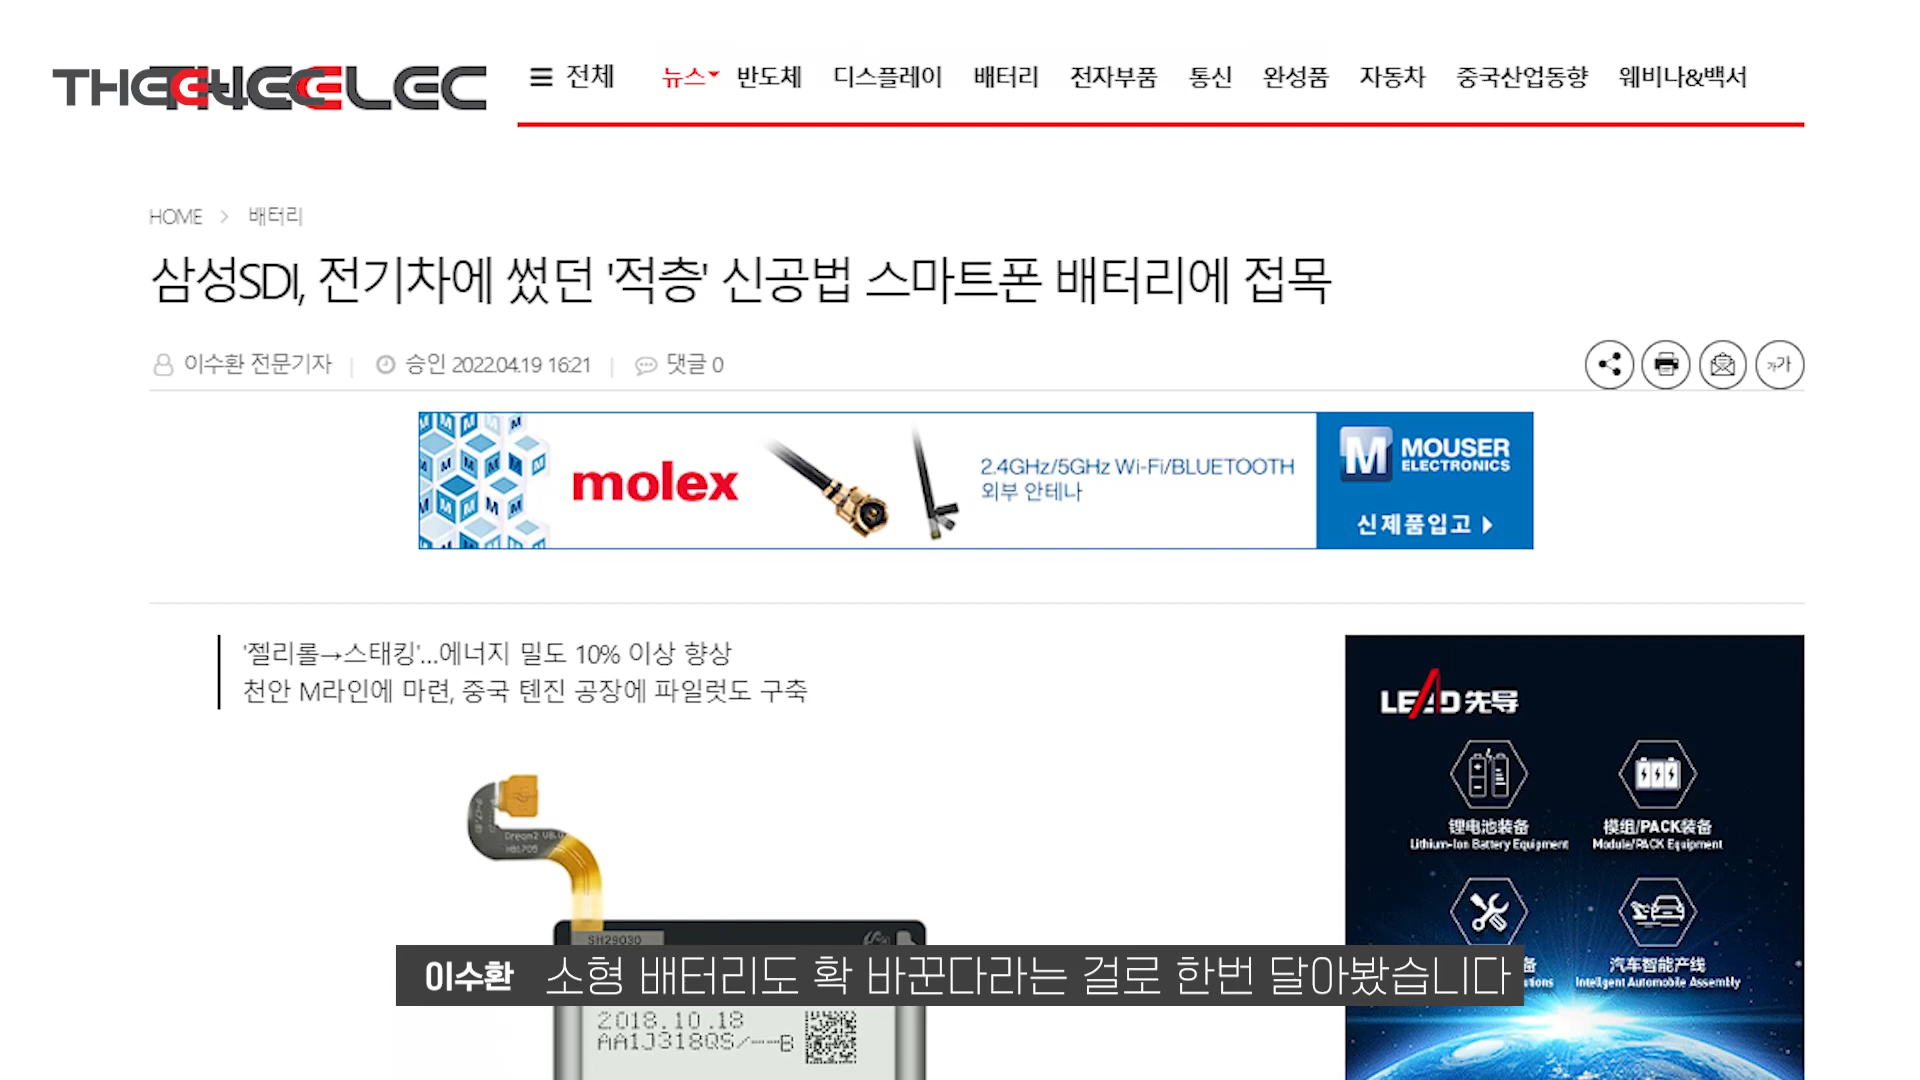 THE ELEC
전체 뉴스 반도체 디스플레이 배터리 전자부품 통신 완성품 자동차 중국산업동향 웨비나&백서
HOME > 배터리
삼성SDI, 전기차에 썼던 '적층' 신공법 스마트폰 배터리에 접목
이수환 전문기자 | 승인 2022.04.19 16:21 | 댓글 0
가가
molex
2.4GHz/5GHz Wi-Fi/BLUETOOTH
외부 안테나
MOUSER
ELECTRONICS
신제품입고
'젤리롤→스태킹'...에너지 밀도 10% 이상 향상
천안 M라인에 마련, 중국 톈진 공장에 파일럿도 구축
LEAD 先导
锂电池装备
Lithium-Ion Battery Equipment
模组/PACK装备
Module/PACK Equipment
汽车智能产线
Intelligent Automobile Assembly
SH29030
이수환 소형 배터리도 확 바꾼다라는 걸로 한번 달아봤습니다
2018.10.18
AA1J318QS/--B